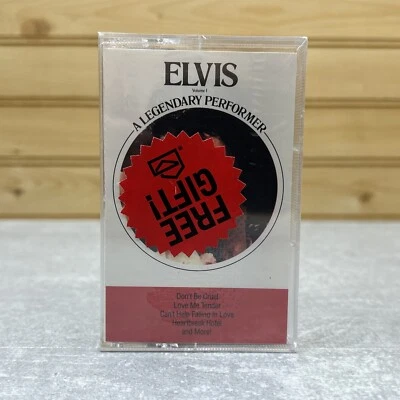 ELVIS
Volume 1
A LEGENDARY PERFORMER
FREE
GIFT!
Don't Be Cruel
Love Me Tender
Can't Help Falling in Love
Heartbreak Hotel
and More!